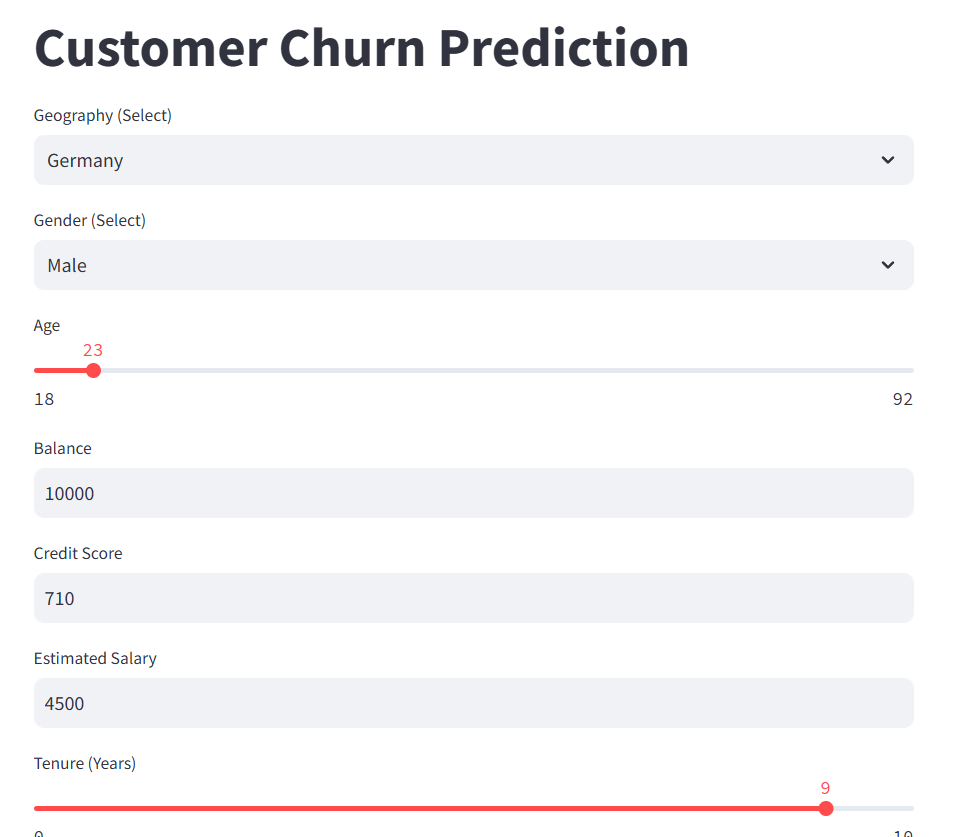 Customer Churn Prediction
Geography (Select)
Germany
Gender (Select)
Male
Age
23
18 92
Balance
10000
Credit Score
710
Estimated Salary
4500
Tenure (Years)
9
0 10